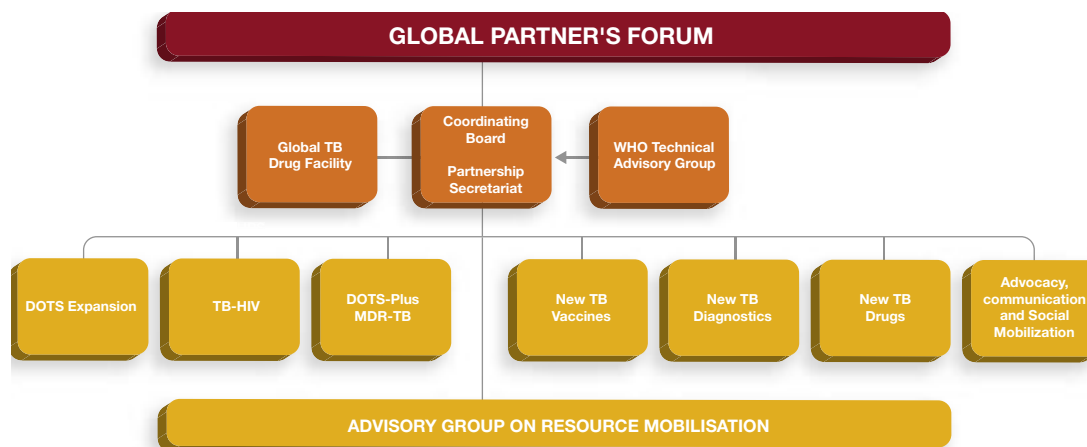 GLOBAL PARTNER'S FORUM
Global TB
Drug Facility
Coordinating
Board
Partnership
Secretariat
WHO Technical
Advisory Group
DOTS Expansion
TB-HIV
DOTS-Plus
MDR-TB
New TB
Vaccines
New TB
Diagnostics
New TB
Drugs
Advocacy,
communication
and Social
Mobilization
ADVISORY GROUP ON RESOURCE MOBILISATION